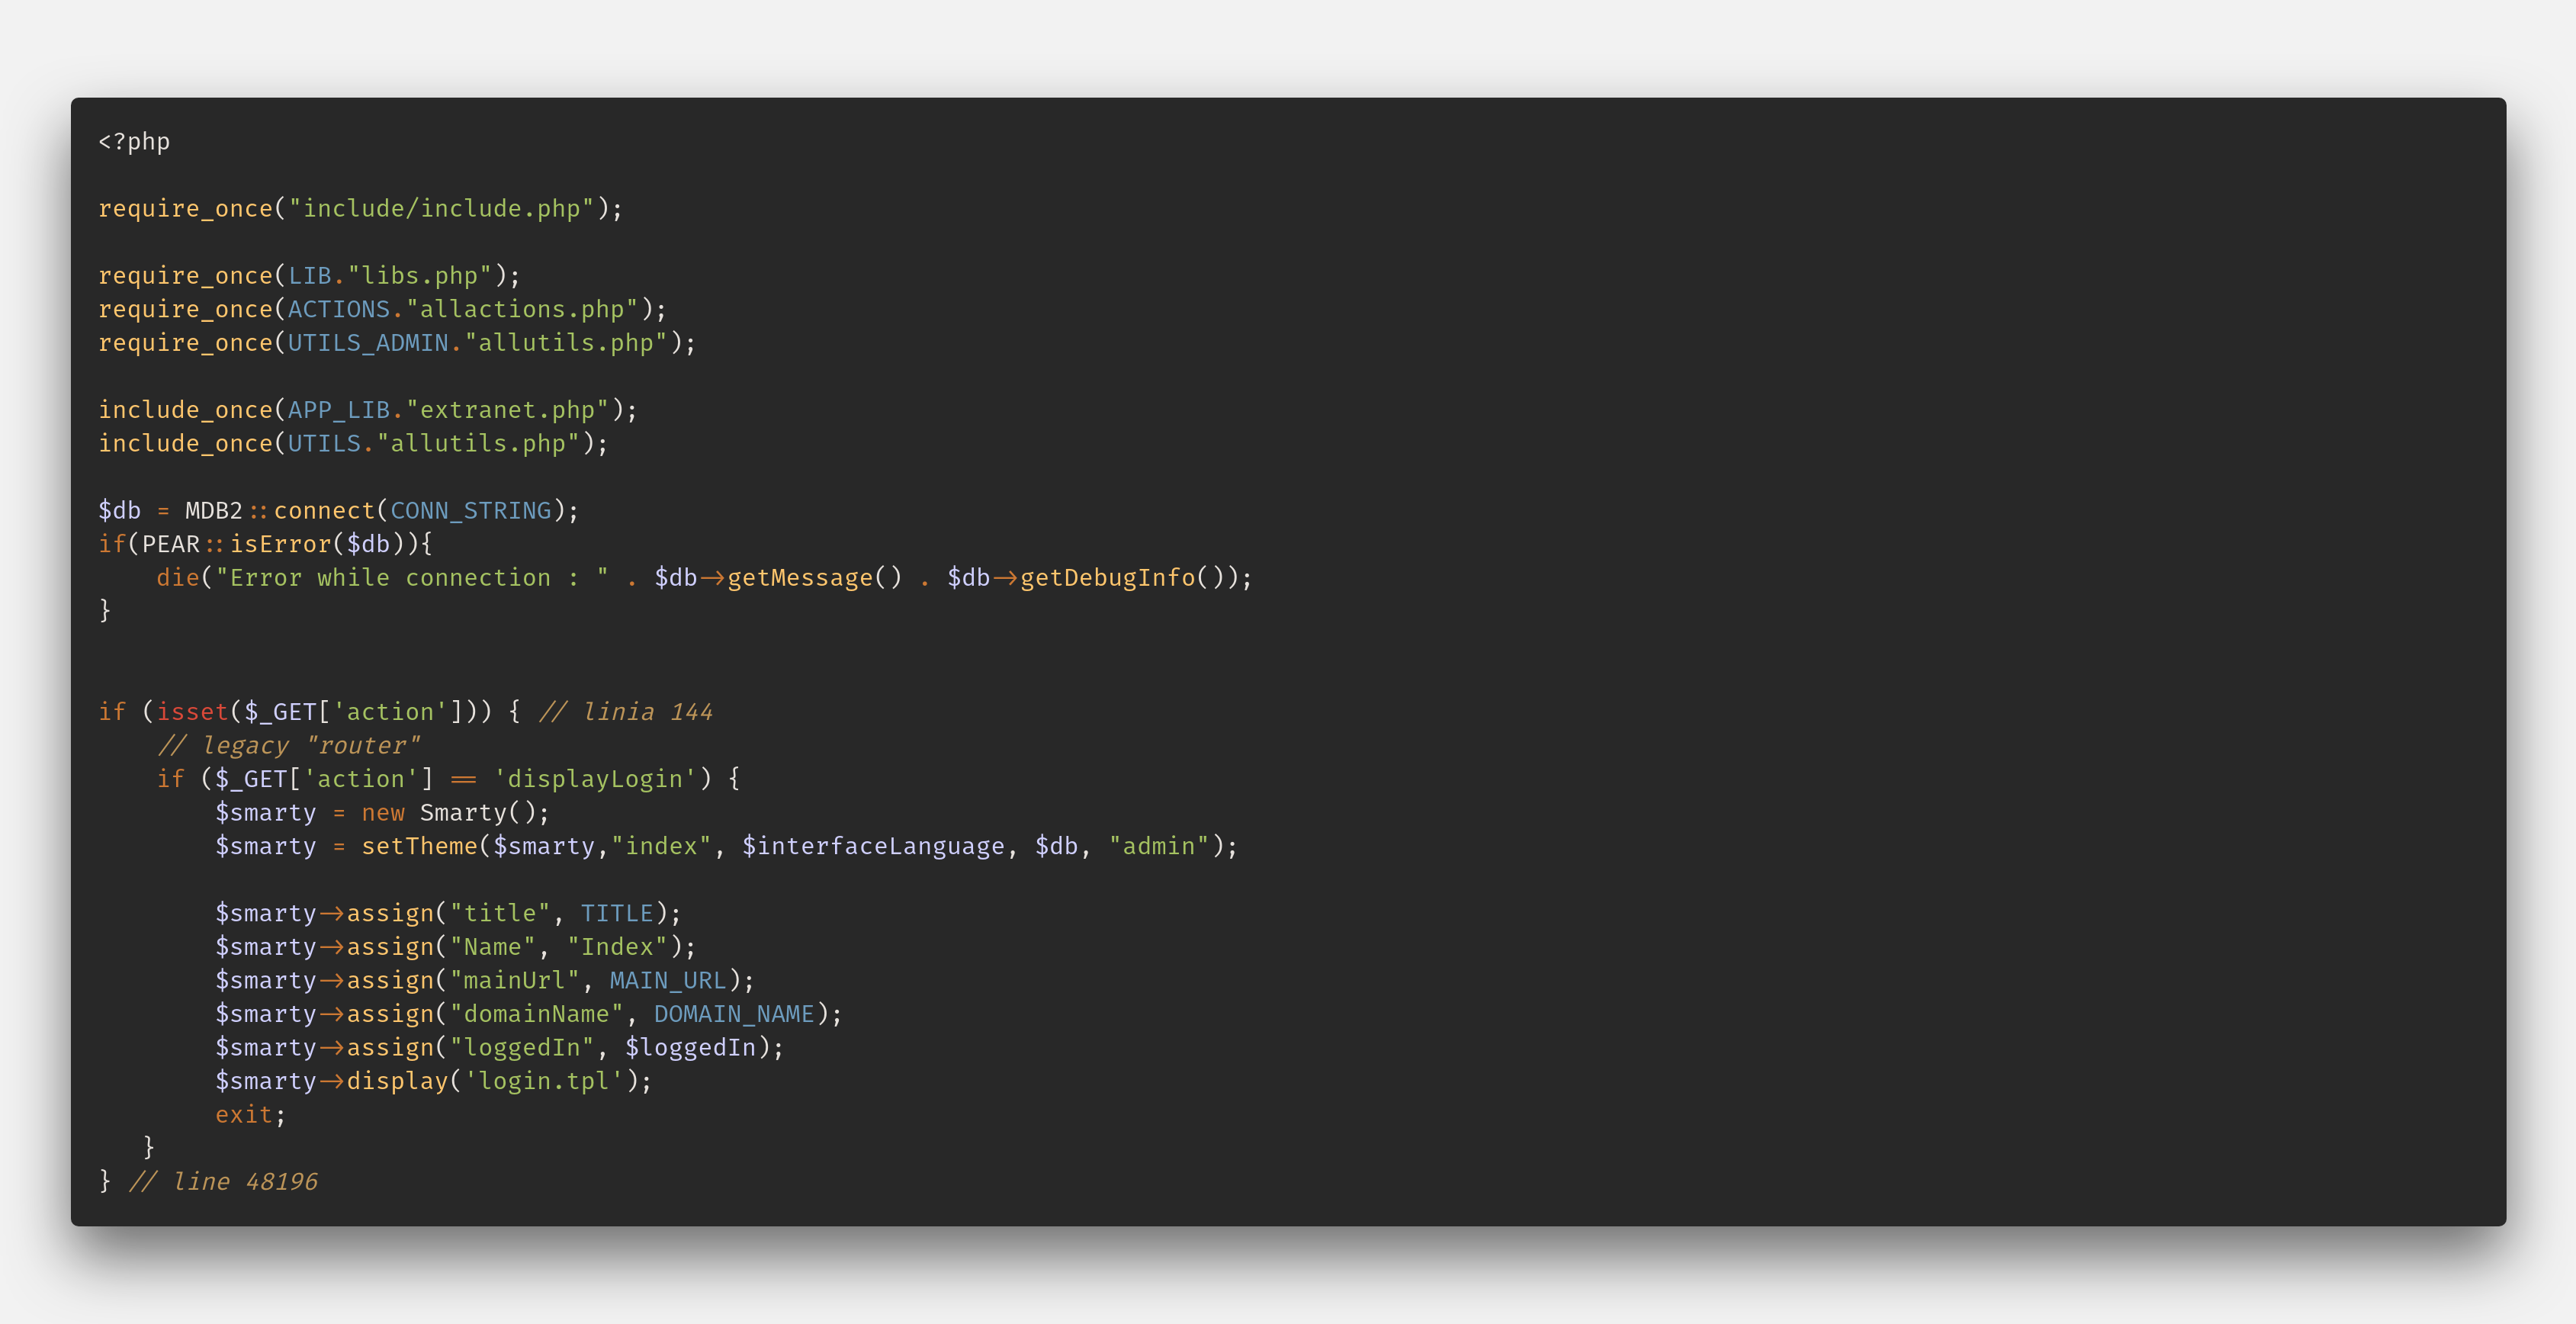 <?php
require_once("include/include.php");
require_once(LIB."libs.php");
require_once(ACTIONS."allactions.php");
require_once(UTILS_ADMIN."allutils.php");
include_once(APP_LIB."extranet.php");
include_once(UTILS."allutils.php");
$db = MDB2::connect(CONN_STRING);
if(PEAR::isError($db)){
    die("Error while connection : " . $db->getMessage() . $db->getDebugInfo());
}
if (isset($_GET['action'])) { // linia 144
    // legacy "router"
    if ($_GET['action'] == 'displayLogin') {
        $smarty = new Smarty();
        $smarty = setTheme($smarty,"index", $interfaceLanguage, $db, "admin");
        $smarty->assign("title", TITLE);
        $smarty->assign("Name", "Index");
        $smarty->assign("mainUrl", MAIN_URL);
        $smarty->assign("domainName", DOMAIN_NAME);
        $smarty->assign("loggedIn", $loggedIn);
        $smarty->display('login.tpl');
        exit;
   }
} // line 48196